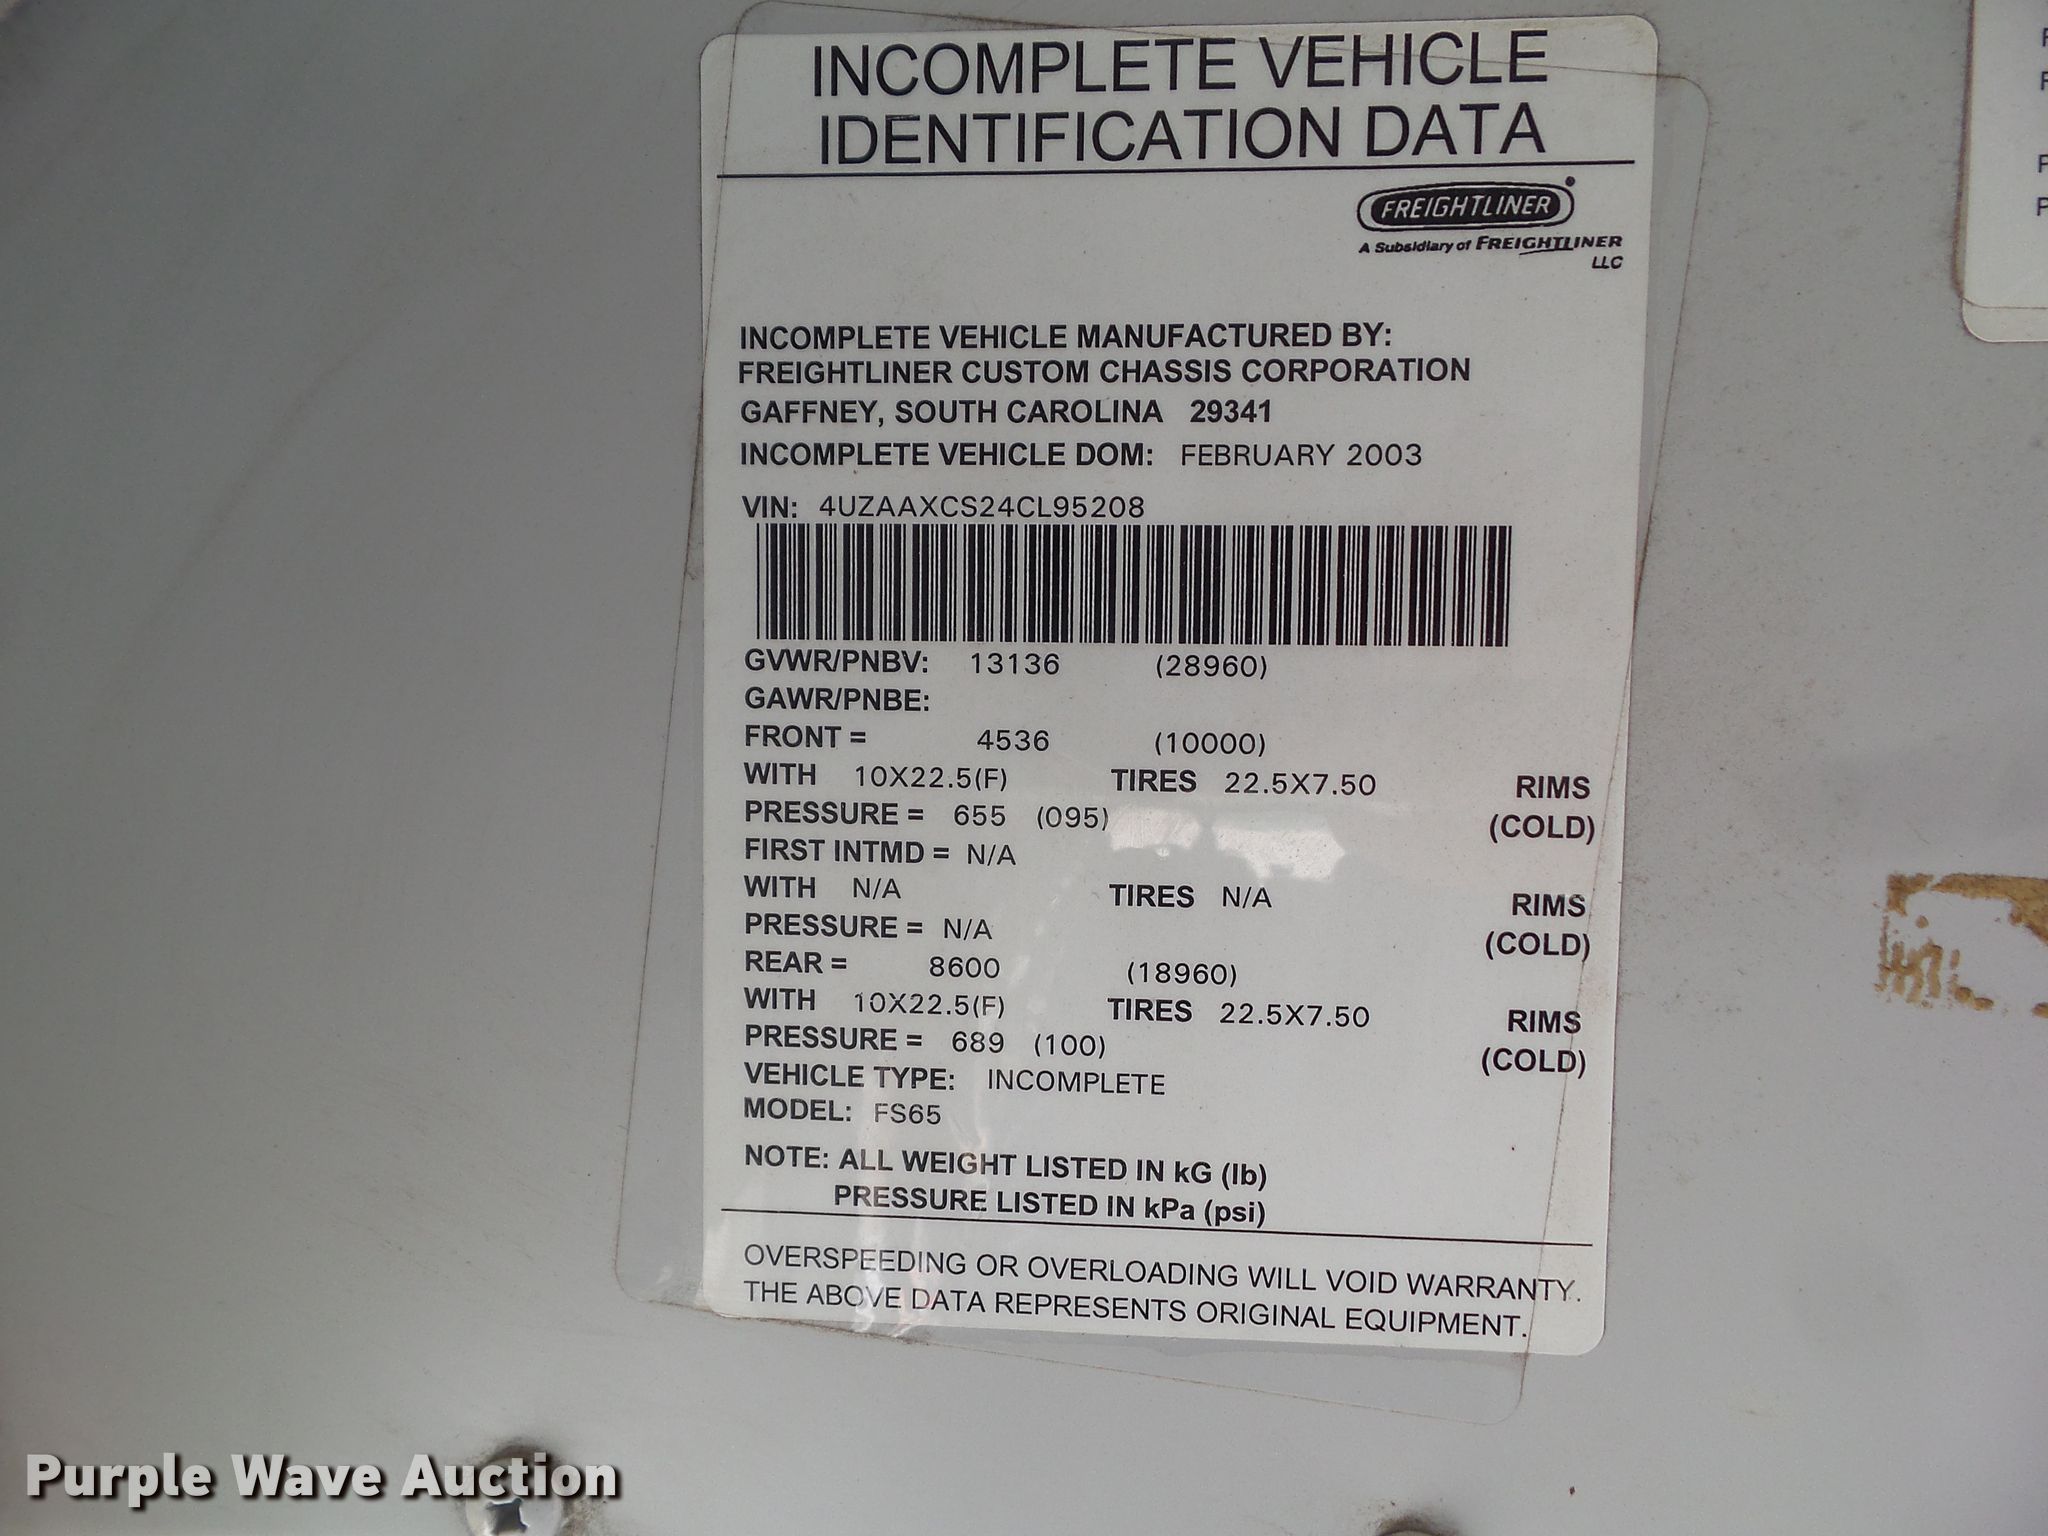 INCOMPLETE VEHICLE
IDENTIFICATION DATA
FREIGHTLINER
A Subsidiary of FREIGHTLINER
LLC
INCOMPLETE VEHICLE MANUFACTURED BY:
FREIGHTLINER CUSTOM CHASSIS CORPORATION
GAFFNEY, SOUTH CAROLINA 29341
INCOMPLETE VEHICLE DOM: FEBRUARY 2003
VIN: 4UZAAXCS24CL95208
GVWR/PNBV: 13136 (28960)
GAWR/PNBE:
FRONT = 4536 (10000)
WITH 10X22.5(F) TIRES 22.5X7.50 RIMS
PRESSURE = 655 (095) (COLD)
FIRST INTMD = N/A
WITH N/A TIRES N/A RIMS
PRESSURE = N/A (COLD)
REAR = 8600 (18960)
WITH 10X22.5(F) TIRES 22.5X7.50 RIMS
PRESSURE = 689 (100) (COLD)
VEHICLE TYPE: INCOMPLETE
MODEL: FS65
NOTE: ALL WEIGHT LISTED IN kG (lb)
PRESSURE LISTED IN kPa (psi)
OVERSPEEDING OR OVERLOADING WILL VOID WARRANTY.
THE ABOVE DATA REPRESENTS ORIGINAL EQUIPMENT.
Purple Wave Auction